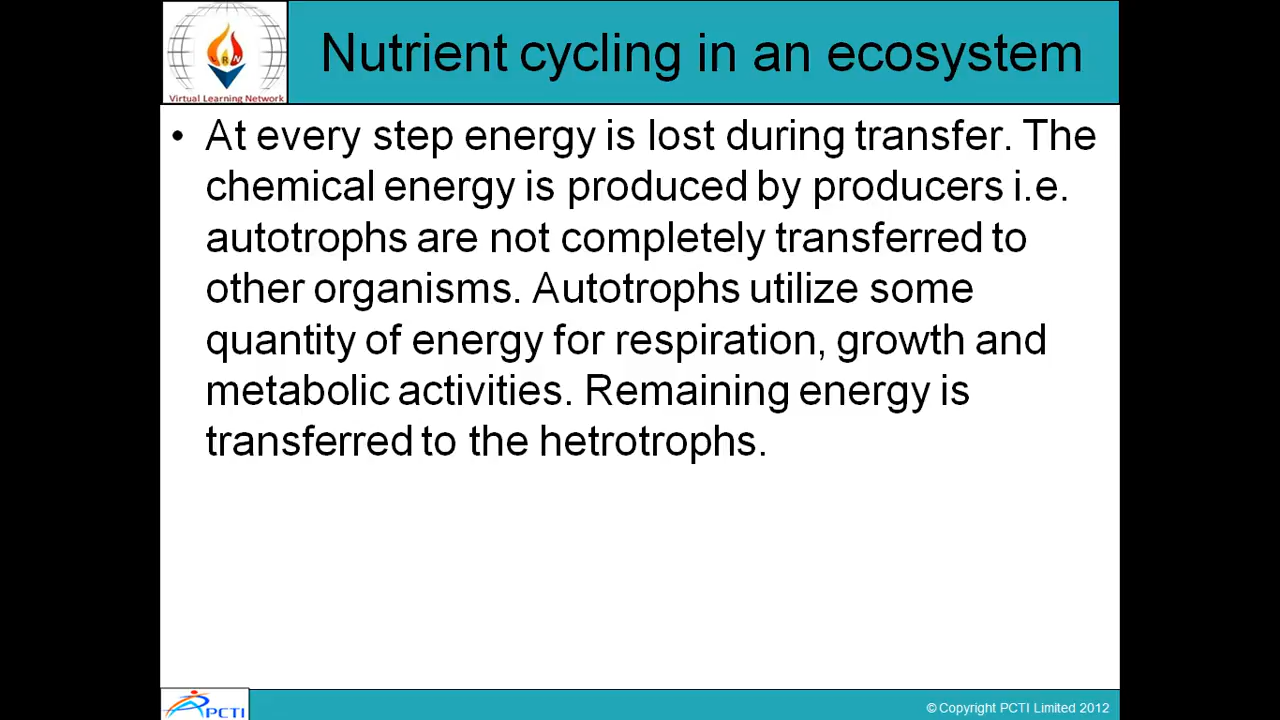 Nutrient cycling in an ecosystem
LRN
Virtual Learning Network
• At every step energy is lost during transfer. The
chemical energy is produced by producers i.e.
autotrophs are not completely transferred to
other organisms. Autotrophs utilize some
quantity of energy for respiration, growth and
metabolic activities. Remaining energy is
transferred to the hetrotrophs.
PCTI
© Copyright PCTI Limited 2012